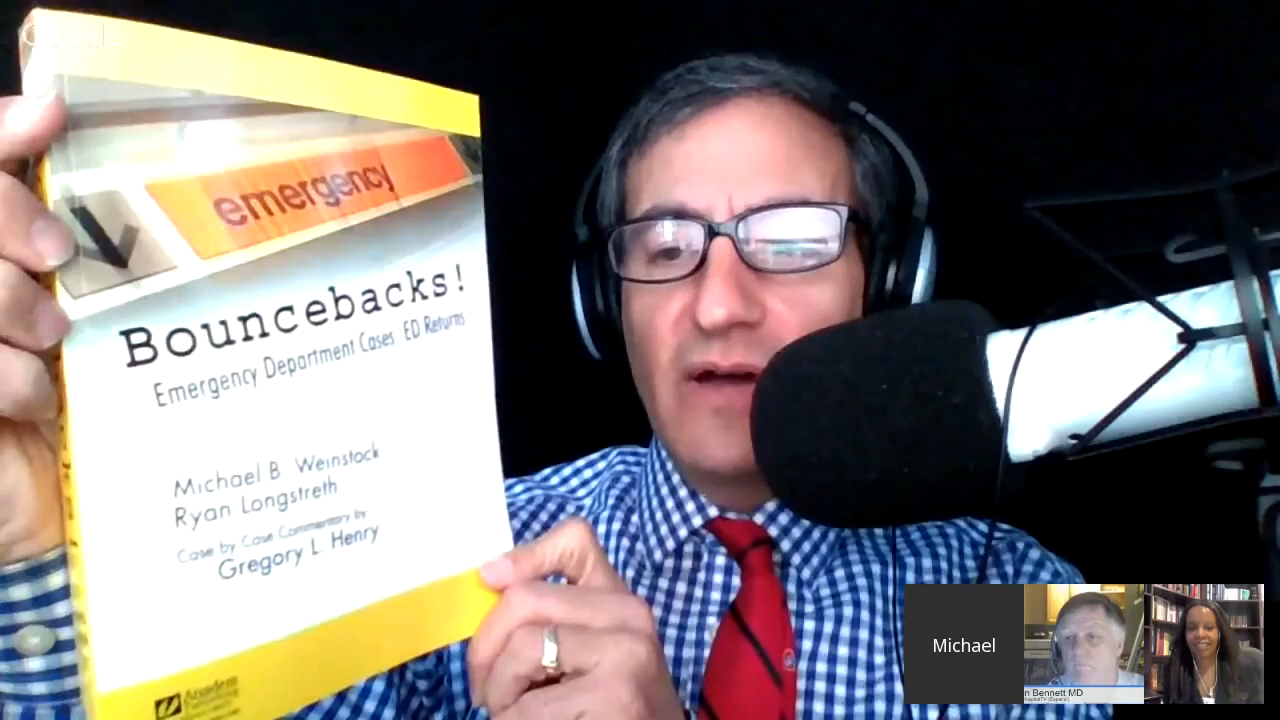 emergency
Bouncebacks!
Emergency Department Cases ED Returns
Michael B Weinstock
Ryan Longstreth
Case by Case Commentary by
Gregory L. Henry
Michael
n Bennett MD